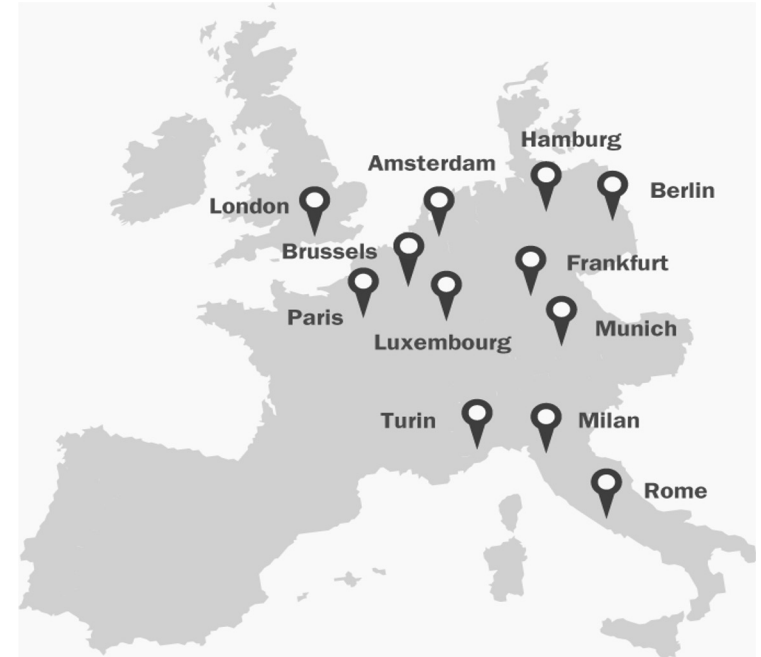 Hamburg
Amsterdam
Berlin
London
Brussels
Frankfurt
Paris
Munich
Luxembourg
Turin
Milan
Rome